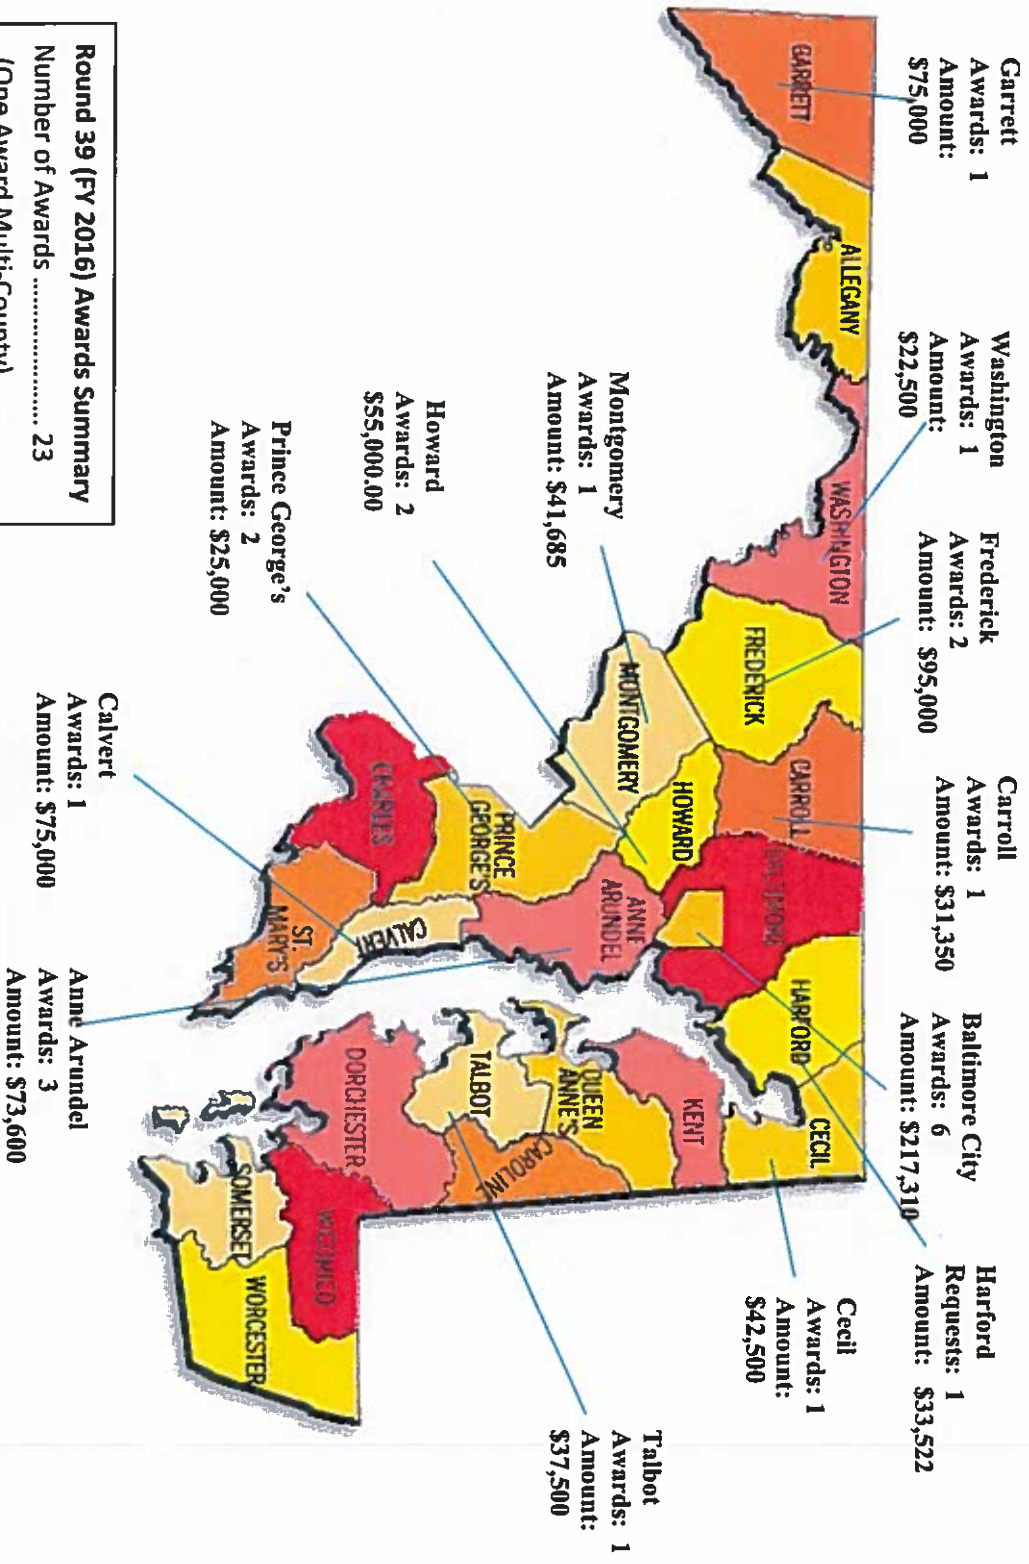 Garrett
Awards: 1
Amount:
$75,000
Washington
Awards: 1
Amount:
$22,500
Frederick
Awards: 2
Amount: $95,000
Carroll
Awards: 1
Amount: $31,350
Baltimore City
Awards: 6
Amount: $217,310
Harford
Requests: 1
Amount: $33,522
Cecil
Awards: 1
Amount:
$42,500
Talbot
Awards: 1
Amount:
$37,500
Montgomery
Awards: 1
Amount: $41,685
Howard
Awards: 2
$55,000.00
Prince George's
Awards: 2
Amount: $25,000
Calvert
Awards: 1
Amount: $75,000
Anne Arundel
Awards: 3
Amount: $73,600
GARRETT
ALLEGANY
WASHINGTON
FREDERICK
CARROLL
BALTIMORE
HARFORD
CECIL
MONTGOMERY
HOWARD
ANNE
ARUNDEL
PRINCE
GEORGE'S
CHARLES
CALVERT
ST.
MARY'S
KENT
QUEEN
ANNE'S
TALBOT
CAROLINE
DORCHESTER
WICOMICO
SOMERSET
WORCESTER
Round 39 (FY 2016) Awards Summary
Number of Awards ........................ 23
(One Award Multi-County)